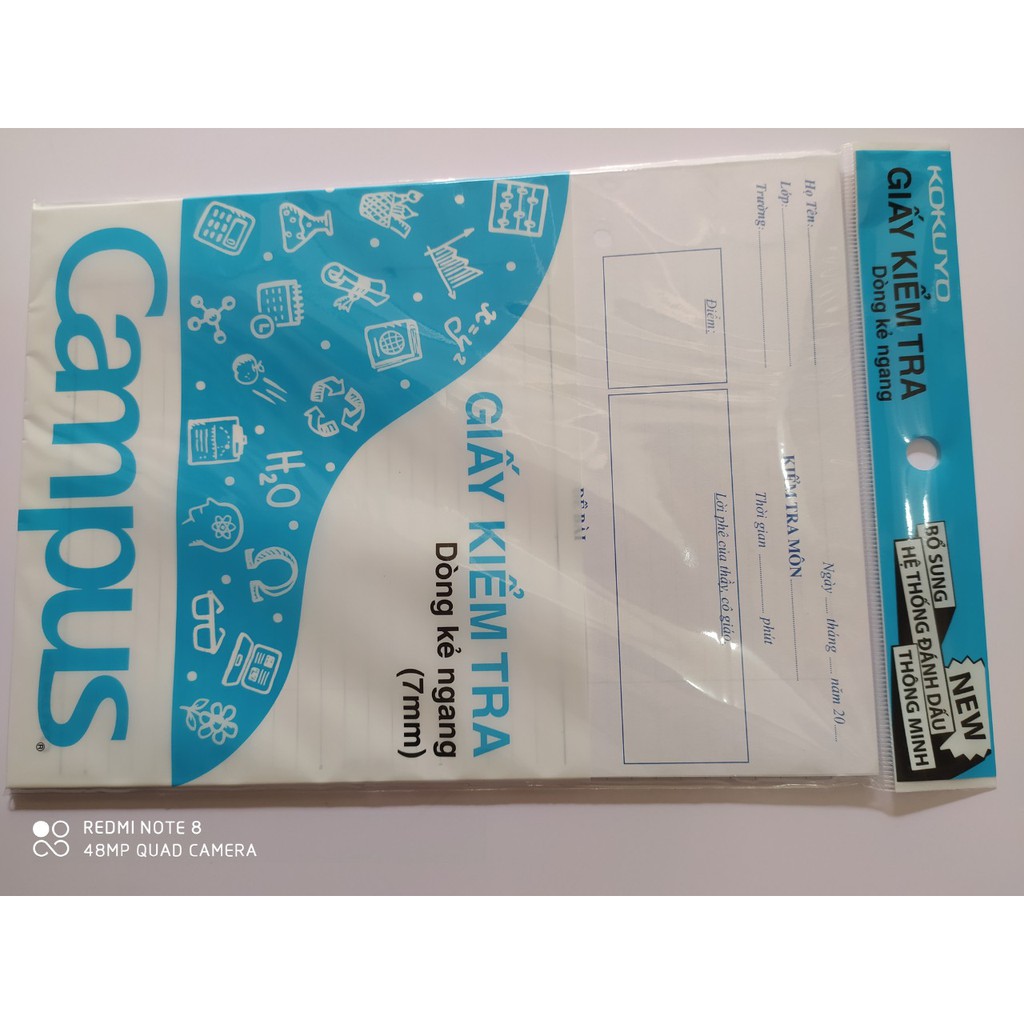 KOKUYO
GIẤY KIỂM TRA
Dòng kẻ ngang
NEW
BỔ SUNG
HỆ THỐNG ĐÁNH DẤU
THÔNG MINH
Họ Tên:
Lớp:
Trường:
Ngày ..... tháng ..... năm 20.....
KIỂM TRA MÔN
Thời gian ............ phút
Điểm:
Lời phê của thầy, cô giáo
ĐỀ BÀI
GIẤY KIỂM TRA
Dòng kẻ ngang
(7mm)
H₂O
Campus®
REDMI NOTE 8
48MP QUAD CAMERA